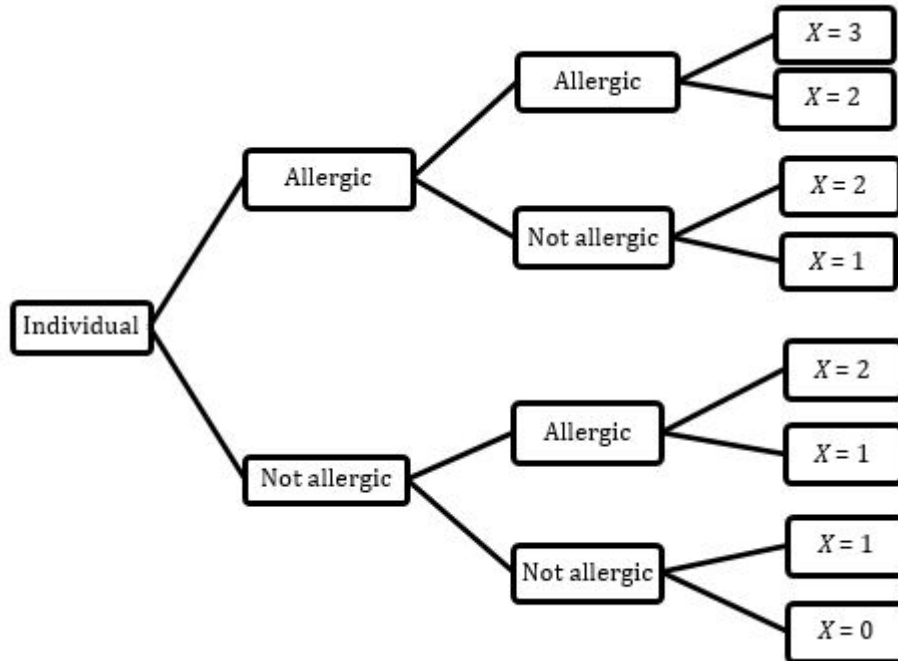 X = 3
Allergic
X = 2
Allergic
X = 2
Not allergic
X = 1
Individual
X = 2
Allergic
X = 1
Not allergic
X = 1
Not allergic
X = 0